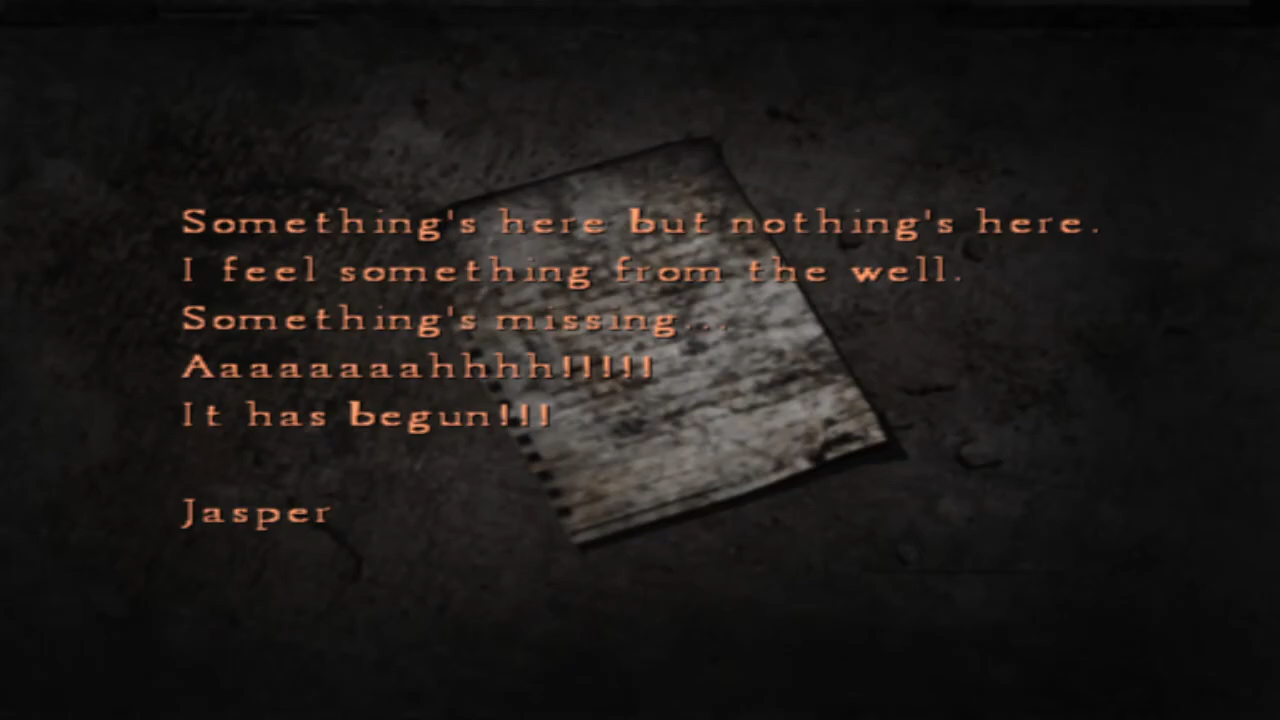 Something's here but nothing's here.
I feel something from the well.
Something's missing...
Aaaaaaaahhhh!!!!!
It has begun!!!
Jasper